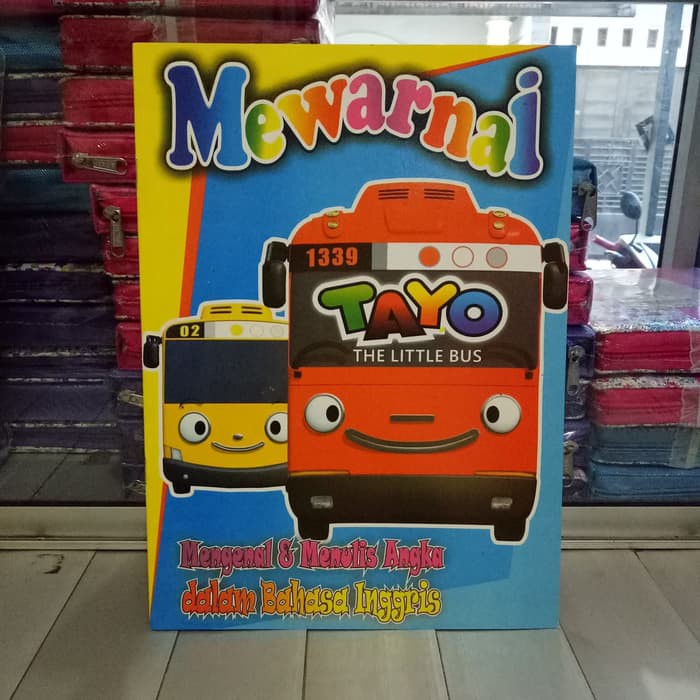 Mewarnai
1339
TAYO
THE LITTLE BUS
02
Mengenal & Menulis Angka
dalam Bahasa Inggris